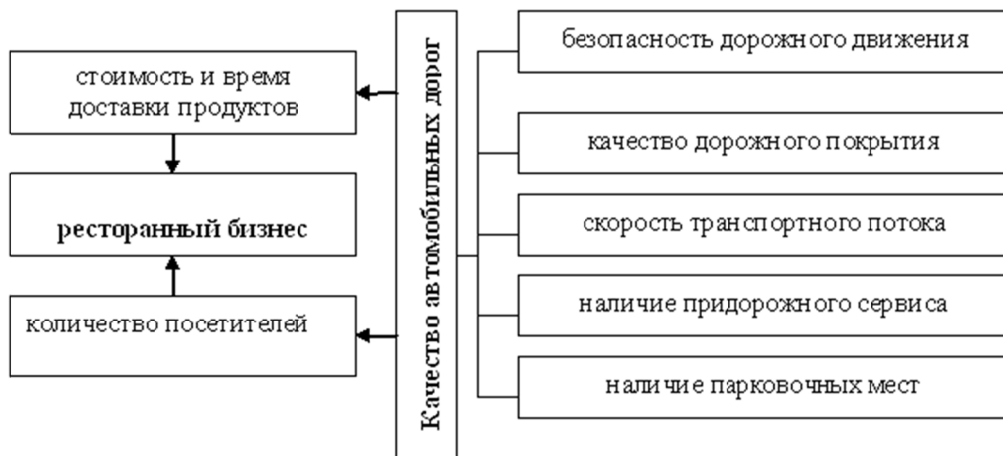 стоимость и время
доставки продуктов
ресторанный бизнес
количество посетителей
Качество автомобильных дорог
безопасность дорожного движения
качество дорожного покрытия
скорость транспортного потока
наличие придорожного сервиса
наличие парковочных мест